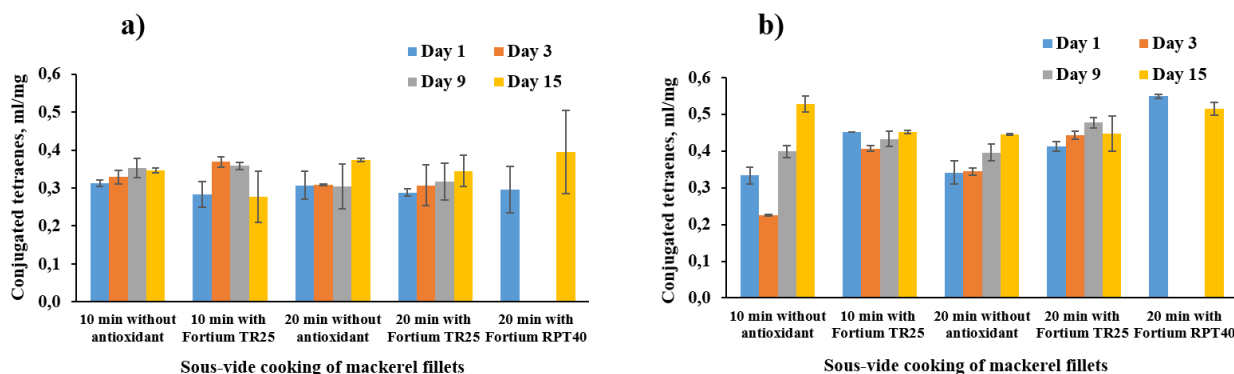 a)
Day 1
Day 3
Day 9
Day 15
Conjugated tetraenes, ml/mg
0,6
0,5
0,4
0,3
0,2
0,1
0,0
10 min without
antioxidant
10 min with
Fortium TR25
20 min without
antioxidant
20 min with
Fortium TR25
20 min with
Fortium RPT40
Sous-vide cooking of mackerel fillets
b)
Day 1
Day 3
Day 9
Day 15
Conjugated tetraenes, ml/mg
0,6
0,5
0,4
0,3
0,2
0,1
0,0
10 min without
antioxidant
10 min with
Fortium TR25
20 min without
antioxidant
20 min with
Fortium TR25
20 min with
Fortium RPT40
Sous-vide cooking of mackerel fillets